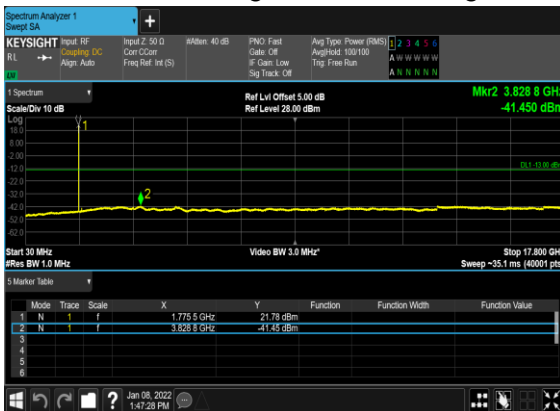 Spectrum Analyzer 1
Swept SA
KEYSIGHT Input: RF Input Z: 50 Ω #Atten: 40 dB PNO: Fast Avg Type: Power (RMS) 1 2 3 4 5 6
RL Coupling: DC Corr CCorr Gate: Off Avg|Hold: 100/100 A W W W W W
Align: Auto Freq Ref: Int (S) IF Gain: Low Trig: Free Run
LV Sig Track: Off A N N N N N
1 Spectrum Ref Lvl Offset 5.00 dB Mkr2 3.828 8 GHz
Scale/Div 10 dB Ref Level 28.00 dBm -41.450 dBm
Log
18.0
8.00
-2.00
-12.0
DL1 -13.00 dBm
-22.0
-32.0
-42.0
-52.0
-62.0
1
2
Start 30 MHz Video BW 3.0 MHz* Stop 17.800 GH
#Res BW 1.0 MHz Sweep ~35.1 ms (40001 pts
5 Marker Table
Mode Trace Scale X Y Function Function Width Function Value
1 N 1 f 1.775 5 GHz 21.78 dBm
2 N 1 f 3.828 8 GHz -41.45 dBm
3
4
5
6
? Jan 08, 2022
1:47:28 PM